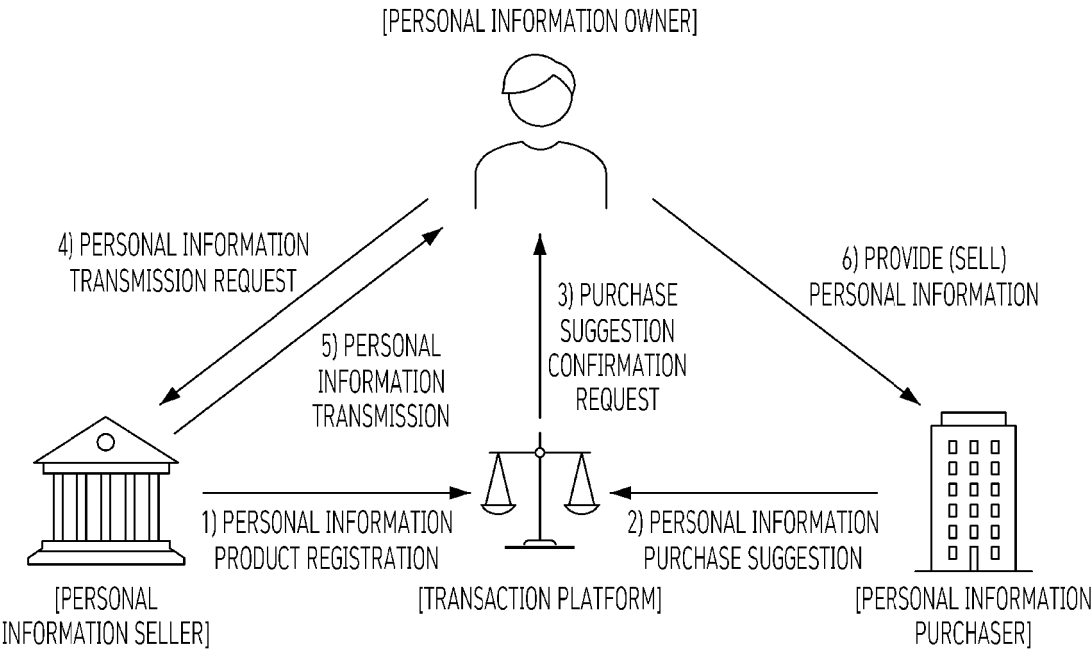 [PERSONAL INFORMATION OWNER]
4) PERSONAL INFORMATION
TRANSMISSION REQUEST
5) PERSONAL
INFORMATION
TRANSMISSION
3) PURCHASE
SUGGESTION
CONFIRMATION
REQUEST
6) PROVIDE (SELL)
PERSONAL INFORMATION
1) PERSONAL INFORMATION
PRODUCT REGISTRATION
2) PERSONAL INFORMATION
PURCHASE SUGGESTION
[PERSONAL
INFORMATION SELLER]
[TRANSACTION PLATFORM]
[PERSONAL INFORMATION
PURCHASER]